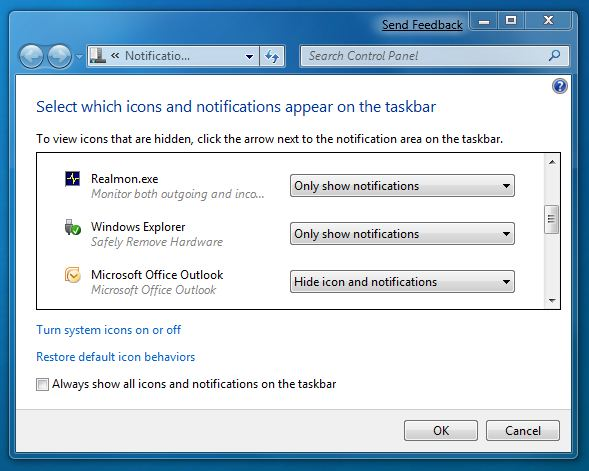 Send Feedback
« Notificatio...
Search Control Panel
Select which icons and notifications appear on the taskbar
To view icons that are hidden, click the arrow next to the notification area on the taskbar.
Realmon.exe
Monitor both outgoing and inco...
Only show notifications
Windows Explorer
Safely Remove Hardware
Only show notifications
Microsoft Office Outlook
Microsoft Office Outlook
Hide icon and notifications
Turn system icons on or off
Restore default icon behaviors
Always show all icons and notifications on the taskbar
OK
Cancel